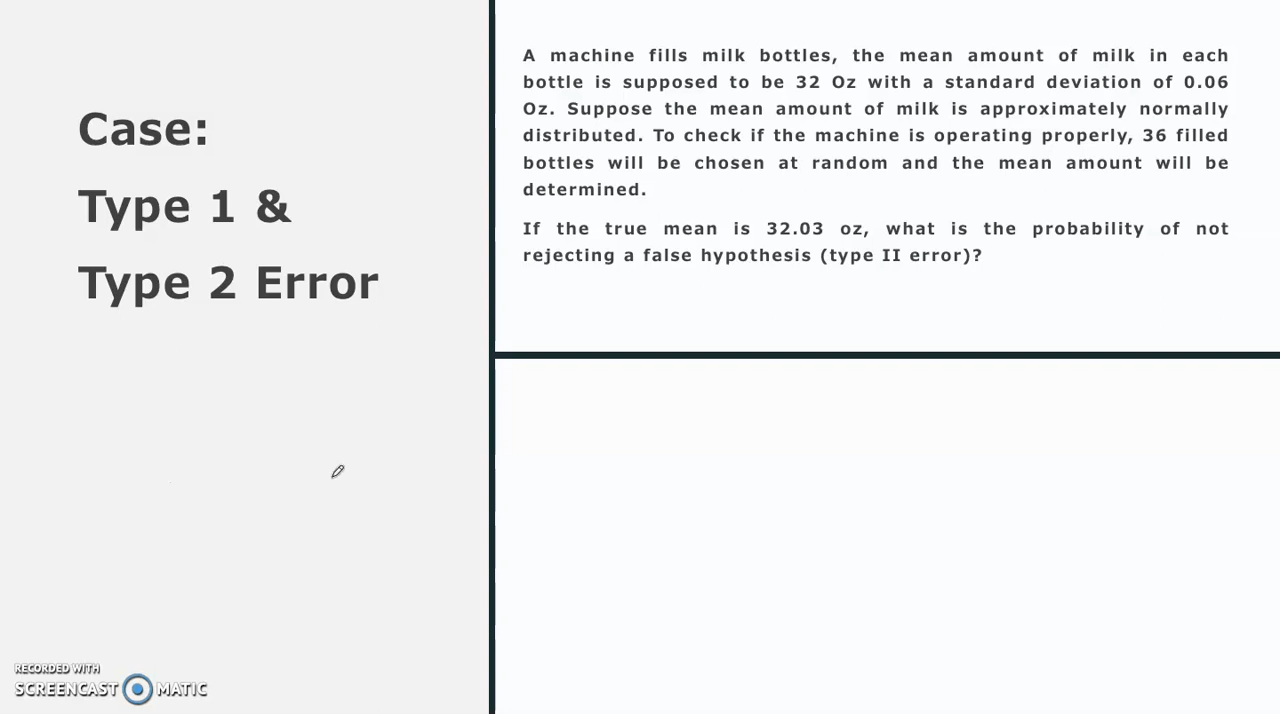 Case:
Type 1 &
Type 2 Error
A machine fills milk bottles, the mean amount of milk in each
bottle is supposed to be 32 Oz with a standard deviation of 0.06
Oz. Suppose the mean amount of milk is approximately normally
distributed. To check if the machine is operating properly, 36 filled
bottles will be chosen at random and the mean amount will be
determined.
If the true mean is 32.03 oz, what is the probability of not
rejecting a false hypothesis (type II error)?
RECORDED WITH
SCREENCAST MATIC